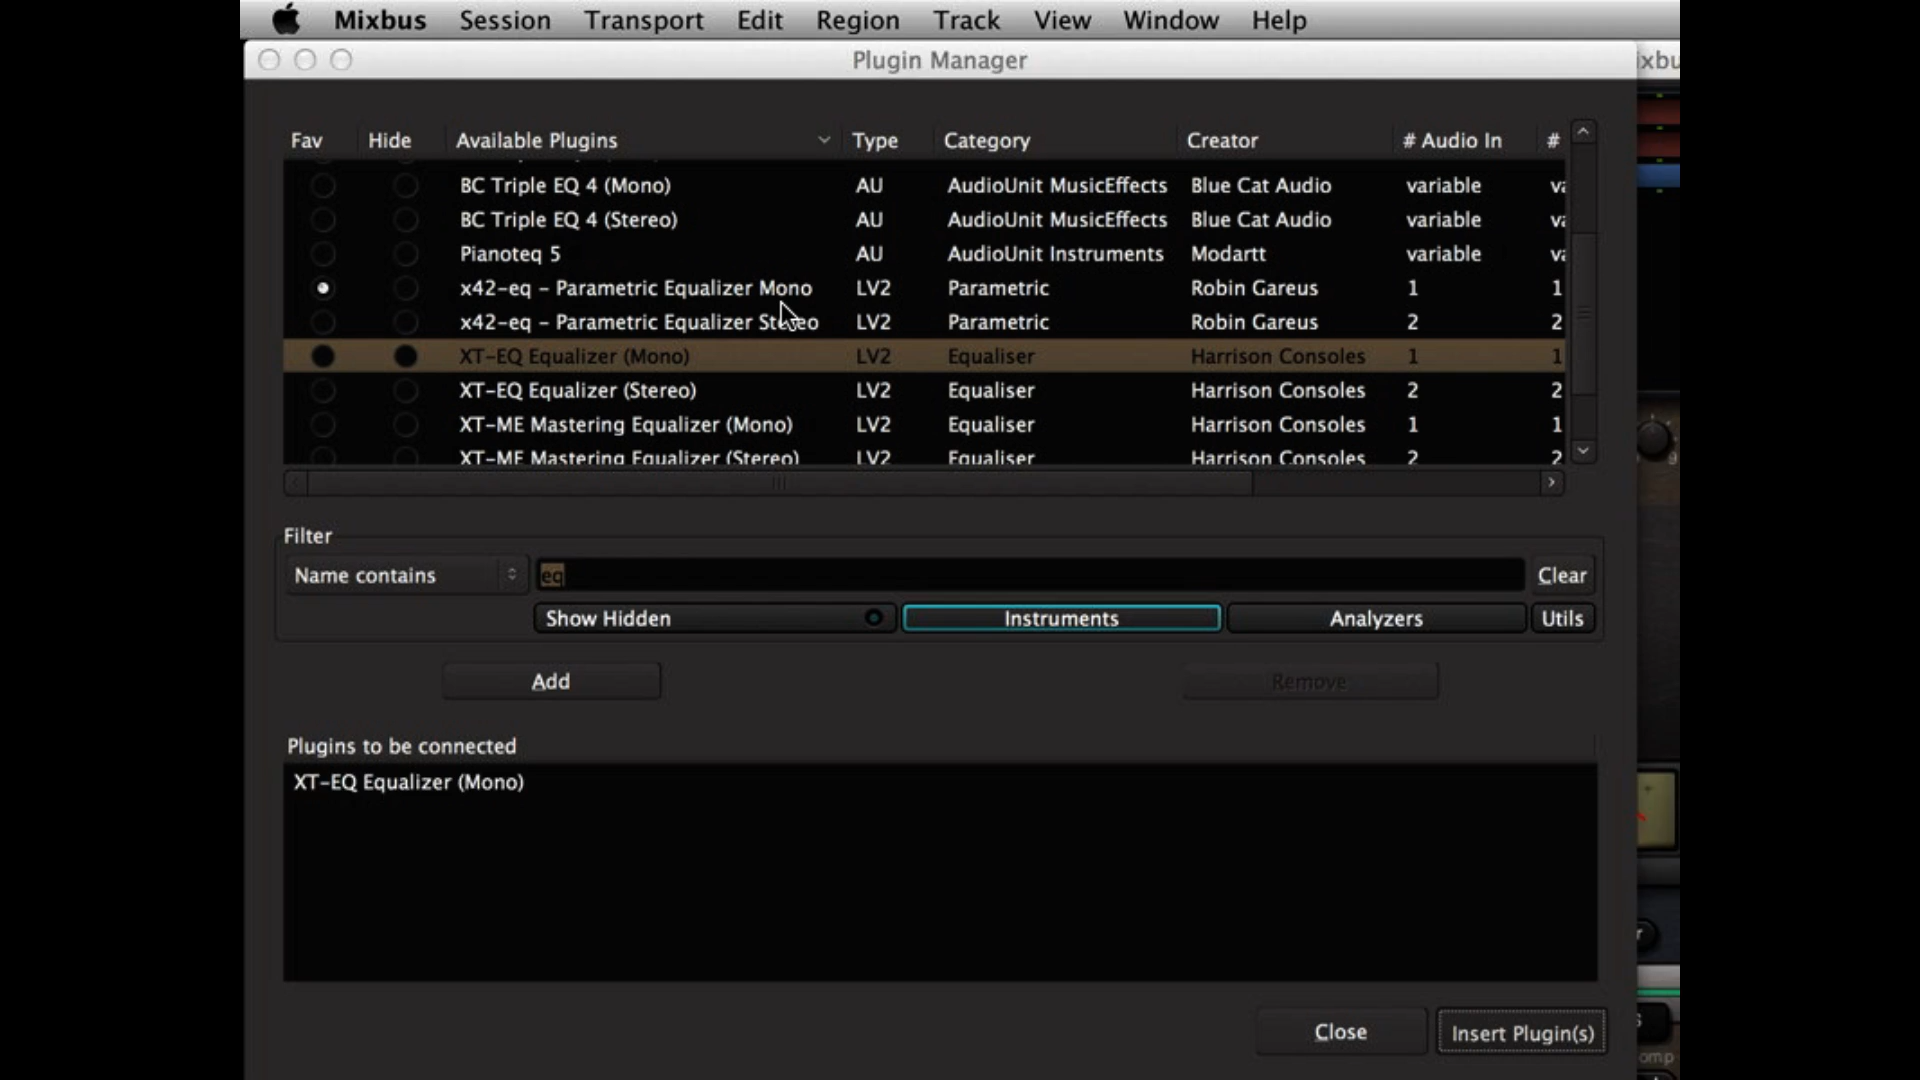 Mixbus Session Transport Edit Region Track View Window Help
Plugin Manager
ixbu
Fav Hide Available Plugins Type Category Creator # Audio In #
BC Triple EQ 4 (Mono) AU AudioUnit MusicEffects Blue Cat Audio variable va
BC Triple EQ 4 (Stereo) AU AudioUnit MusicEffects Blue Cat Audio variable va
Pianoteq 5 AU AudioUnit Instruments Modartt variable va
x42-eq - Parametric Equalizer Mono LV2 Parametric Robin Gareus 1 1
x42-eq - Parametric Equalizer Stereo LV2 Parametric Robin Gareus 2 2
XT-EQ Equalizer (Mono) LV2 Equaliser Harrison Consoles 1 1
XT-EQ Equalizer (Stereo) LV2 Equaliser Harrison Consoles 2 2
XT-ME Mastering Equalizer (Mono) LV2 Equaliser Harrison Consoles 1 1
XT-ME Mastering Equalizer (Stereo) LV2 Equaliser Harrison Consoles 2 2
9
Filter
Name contains eq Clear
Show Hidden Instruments Analyzers Utils
Add Remove
Plugins to be connected
XT-EQ Equalizer (Mono)
Close Insert Plugin(s)
omp